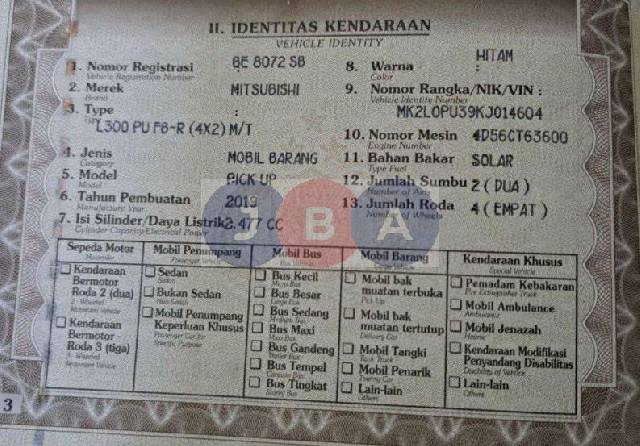 II. IDENTITAS KENDARAAN
VEHICLE IDENTITY
1. Nomor Registrasi : BE 8072 SB
Vehicle Registration Number
2. Merek MITSUBISHI
Brand
3. Type :
L300 PU FB-R (4X2) M/T
4. Jenis MOBIL BARANG
Category
5. Model PICK UP
Model
6. Tahun Pembuatan 2019
Manufacture Year
7. Isi Silinder/Daya Listrik 2.477 CC
Cylinder Capacity/Electrical Power
8. Warna : HITAM
Color
9. Nomor Rangka/NIK/VIN :
Vehicle Identity Number
MK2L0PU39KJ014604
10. Nomor Mesin 4D56CT63600
Engine Number
11. Bahan Bakar SOLAR
Type Fuel
12. Jumlah Sumbu 2 (DUA)
Number of Axis
13. Jumlah Roda 4 (EMPAT)
Number of Wheels
JBA
Sepeda Motor
Kendaraan
Bermotor
Roda 2 (dua)
Kendaraan
Bermotor
Roda 3 (tiga)
Mobil Penumpang
Passenger Vehicle
Sedan
Bukan Sedan
Mobil Penumpang
Keperluan Khusus
Mobil Bus
Bus Kecil
Bus Besar
Bus Sedang
Bus Maxi
Bus Gandeng
Bus Tempel
Bus Tingkat
Mobil Barang
Mobil bak
muatan terbuka
Pick Up
Mobil bak
muatan tertutup
Delivery Car
Mobil Tangki
Mobil Penarik
Lain-lain
Others
Kendaraan Khusus
Special Vehicle
Pemadam Kebakaran
Mobil Ambulance
Ambulance
Mobil Jenazah
Hearse
Kendaraan Modifikasi
Penyandang Disabilitas
Lain-lain
Others
3